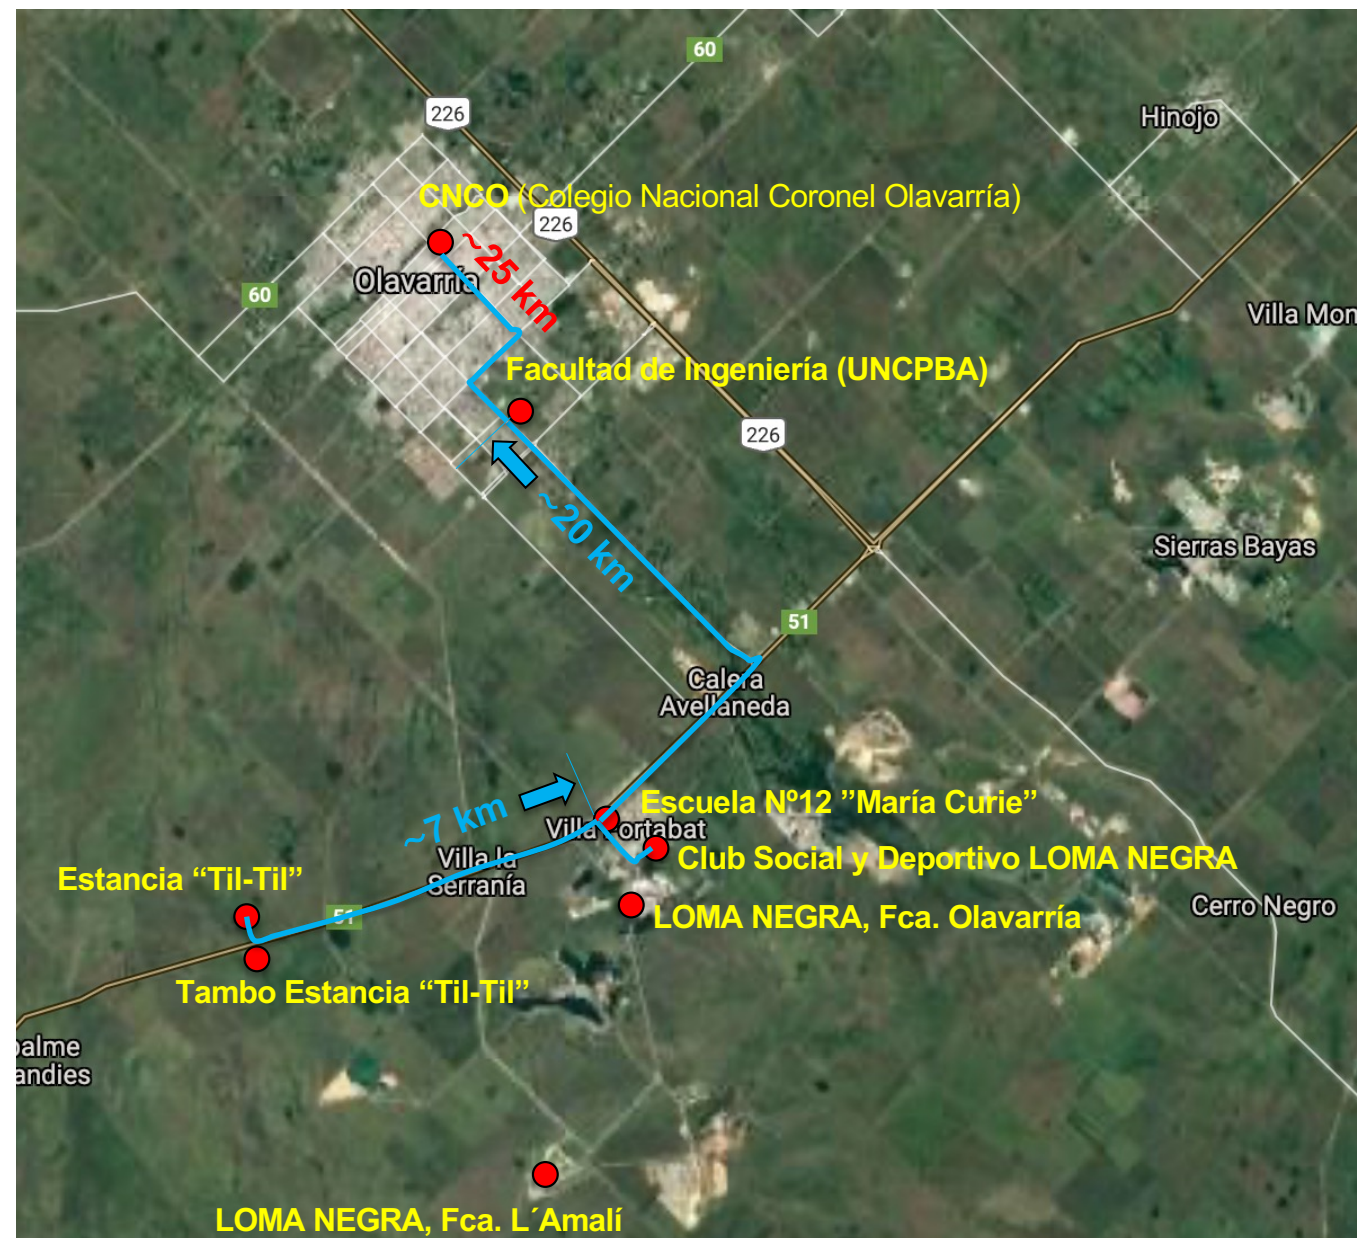 60
226
Hinojo
CNCO (Colegio Nacional Coronel Olavarría)
226
~25 km
Olavarría
60
Villa Mon
Facultad de Ingeniería (UNCPBA)
226
~20 km
Sierras Bayas
51
Calera
Avellaneda
~7 km
Escuela Nº12 ”María Curie”
Villa Fortabat
Villa la
Serranía
Club Social y Deportivo LOMA NEGRA
Estancia “Til-Til”
51
LOMA NEGRA, Fca. Olavarría
Cerro Negro
Tambo Estancia “Til-Til”
palme
andies
LOMA NEGRA, Fca. L´Amalí